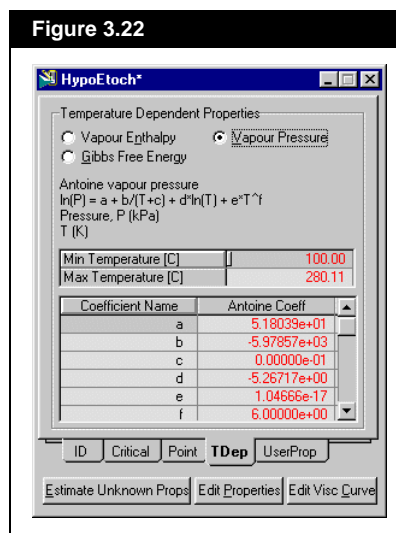 Figure 3.22
HypoEtoch*
Temperature Dependent Properties
Vapour Enthalpy Vapour Pressure
Gibbs Free Energy
Antoine vapour pressure
ln(P) = a + b/(T+c) + d*ln(T) + e*T^f
Pressure, P (kPa)
T (K)
Min Temperature [C] 100.00
Max Temperature [C] 280.11
Coefficient Name Antoine Coeff
a 5.18039e+01
b -5.97857e+03
c 0.00000e-01
d -5.26717e+00
e 1.04666e-17
f 6.00000e+00
ID Critical Point TDep UserProp
Estimate Unknown Props Edit Properties Edit Visc Curve